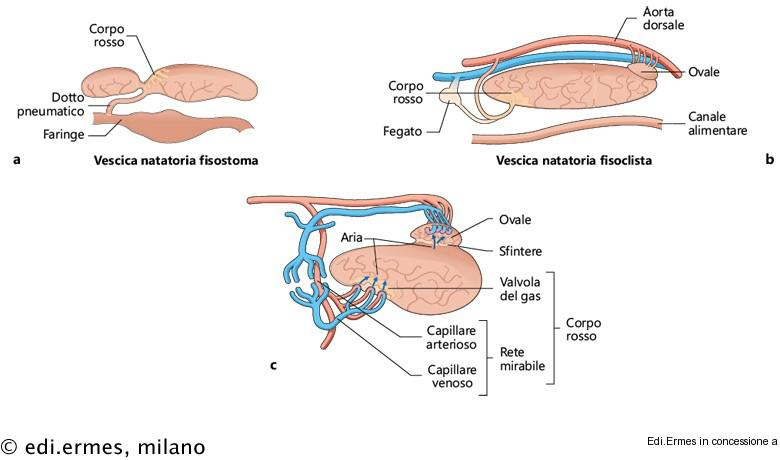 Corpo
rosso
Dotto
pneumatico
Faringe
a
Vescica natatoria fisostoma
Aorta
dorsale
Ovale
Corpo
rosso
Fegato
Canale
alimentare
Vescica natatoria fisoclista
b
Ovale
Aria
Sfintere
Valvola
del gas
Corpo
rosso
Capillare
arterioso
Rete
mirabile
Capillare
venoso
c
© edi.ermes, milano
Edi.Ermes in concessione a